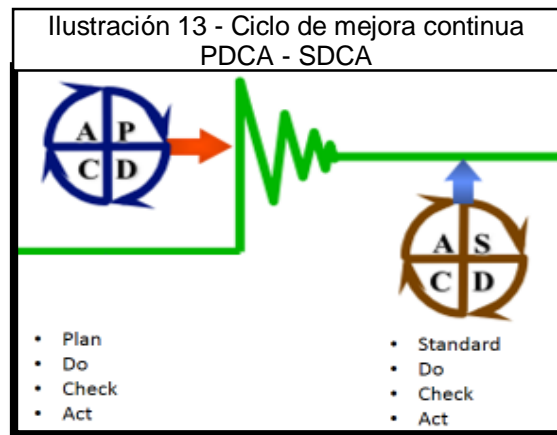 Ilustración 13 - Ciclo de mejora continua
PDCA - SDCA
A P
C D
A S
C D
• Plan
• Do
• Check
• Act
• Standard
• Do
• Check
• Act